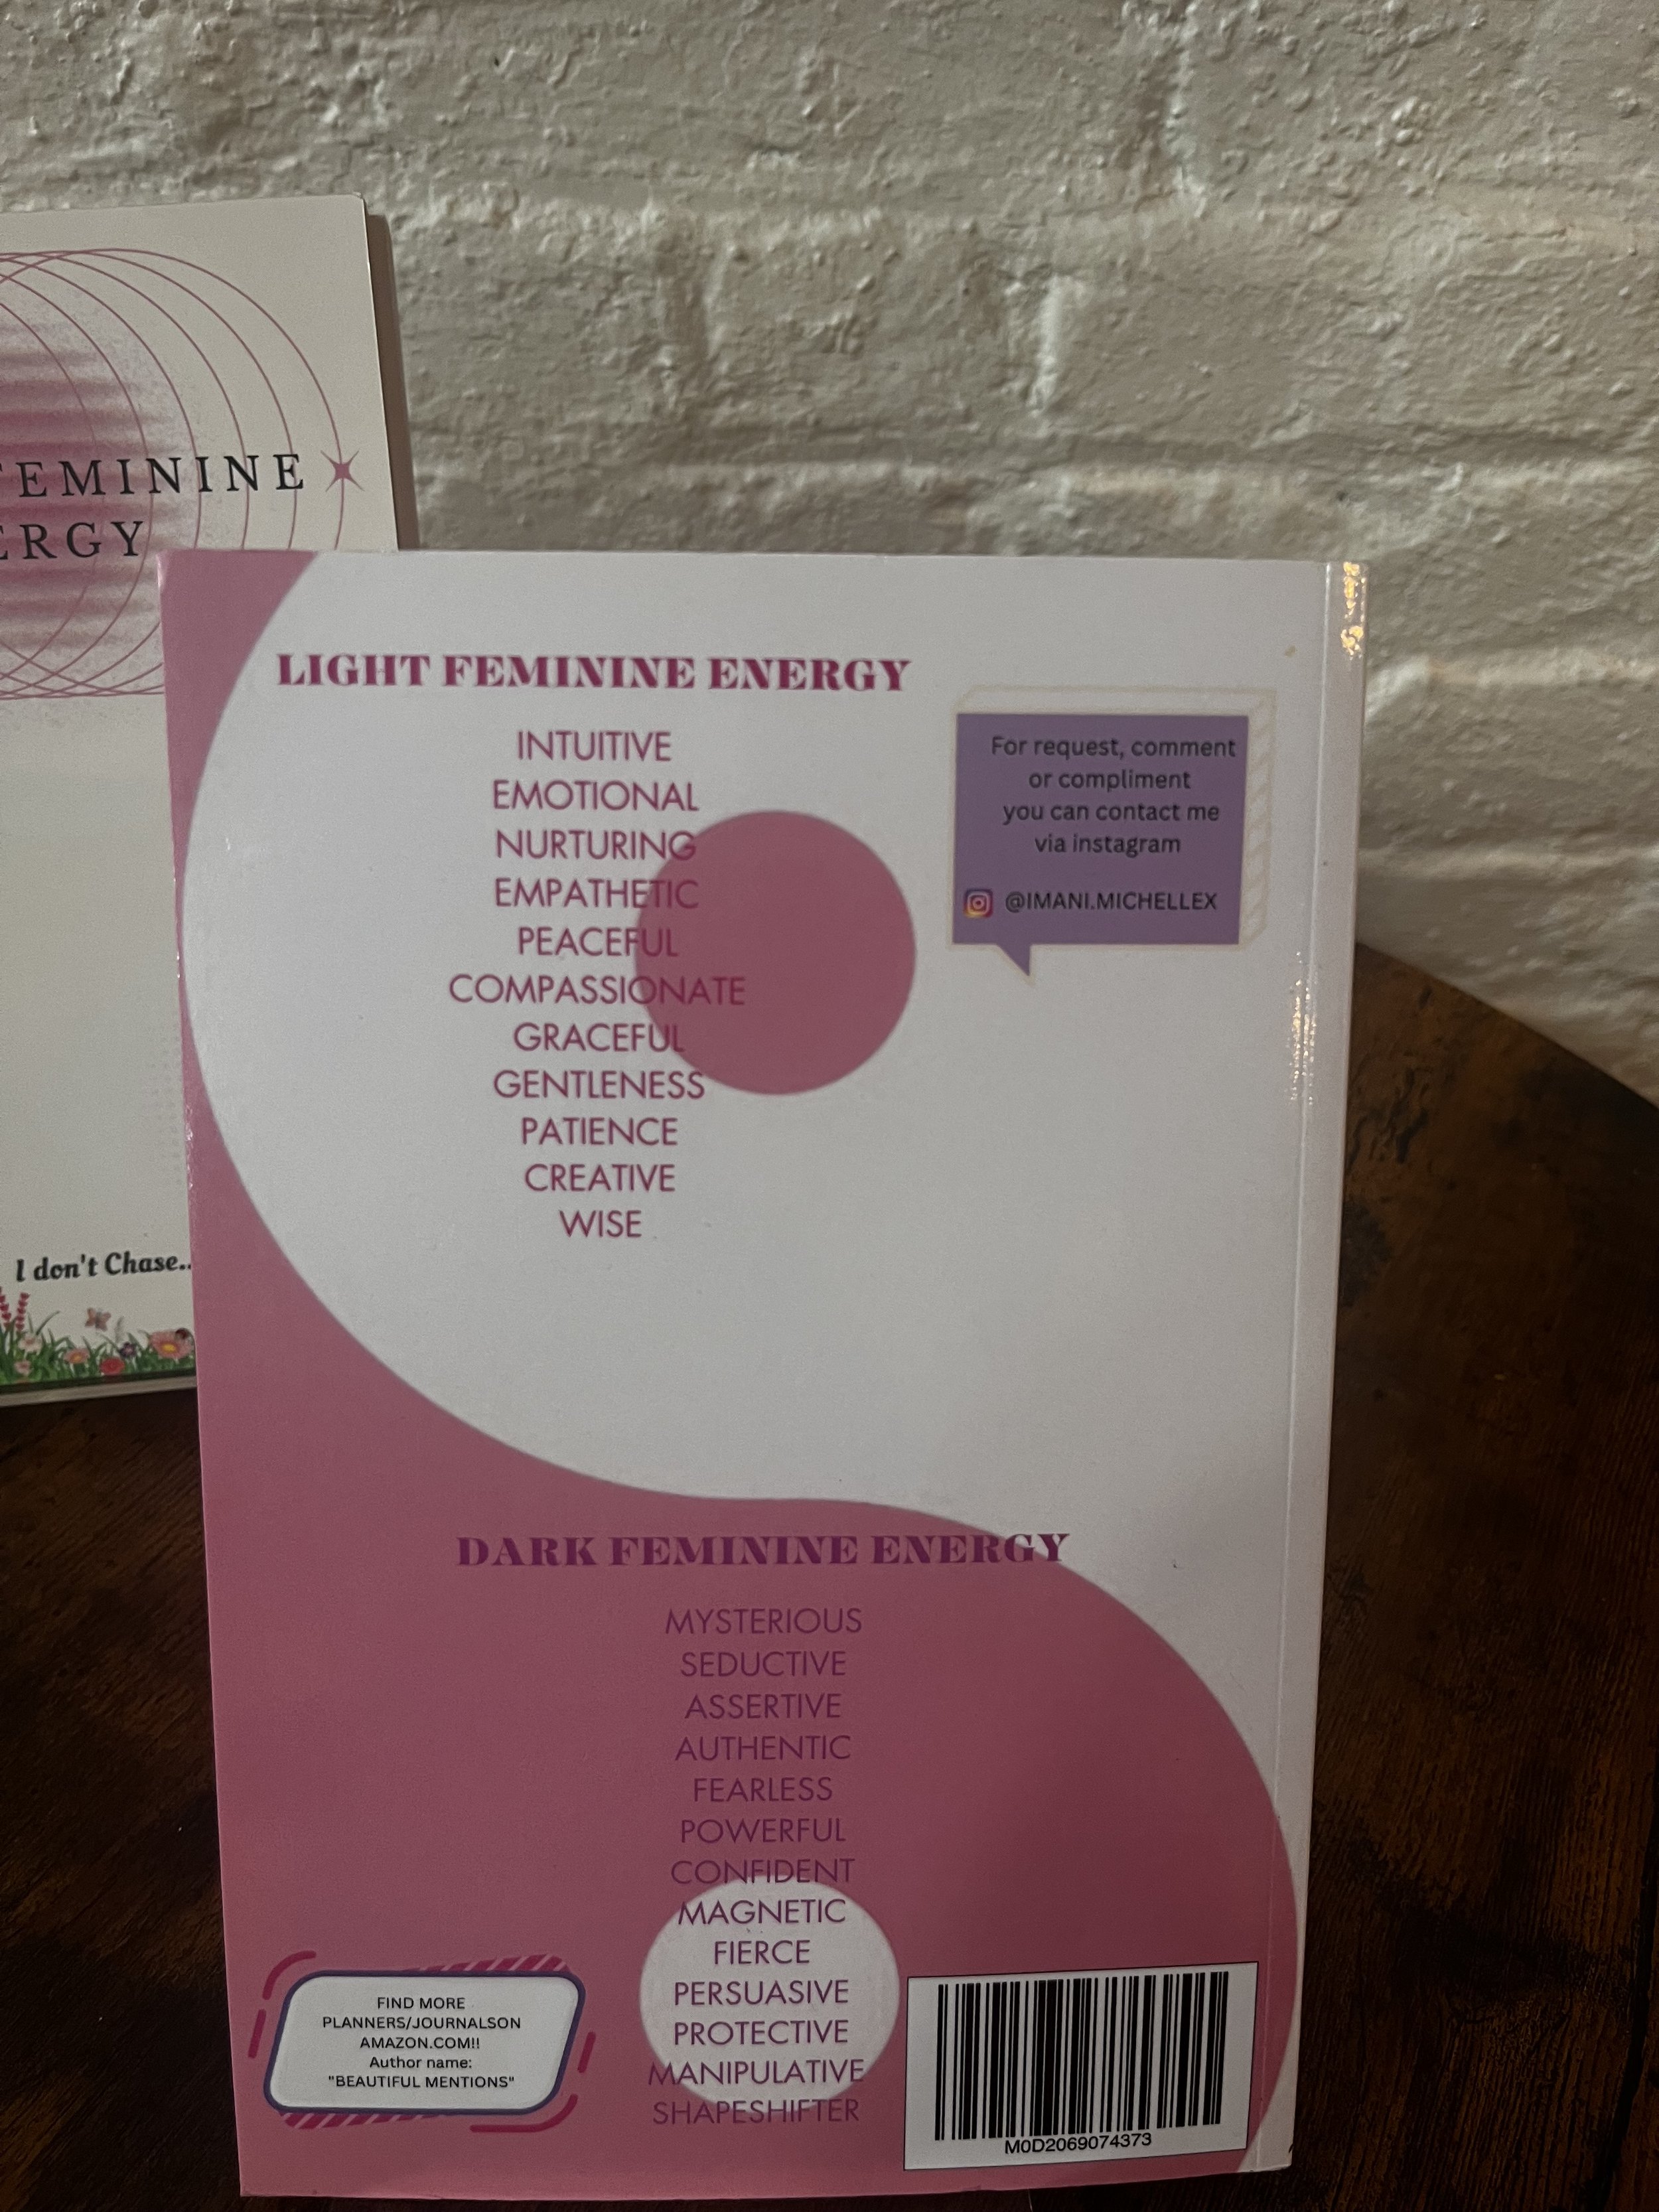 FEMININE
ERGY
I don't Chase..
LIGHT FEMININE ENERGY
INTUITIVE
EMOTIONAL
NURTURING
EMPATHETIC
PEACEFUL
COMPASSIONATE
GRACEFUL
GENTLENESS
PATIENCE
CREATIVE
WISE
For request, comment
or compliment
you can contact me
via instagram
@IMANI.MICHELLEX
DARK FEMININE ENERGY
MYSTERIOUS
SEDUCTIVE
ASSERTIVE
AUTHENTIC
FEARLESS
POWERFUL
CONFIDENT
MAGNETIC
FIERCE
PERSUASIVE
PROTECTIVE
MANIPULATIVE
SHAPESHIFTER
FIND MORE
PLANNERS/JOURNALSON
AMAZON.COM!!
Author name:
"BEAUTIFUL MENTIONS"
M0D2069074373